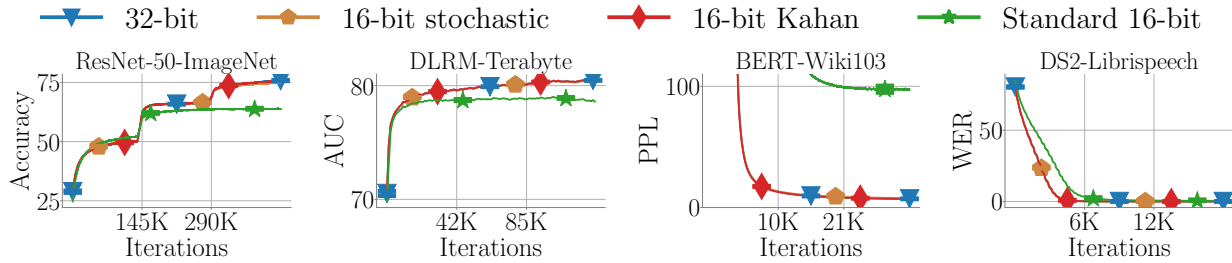 32-bit 16-bit stochastic 16-bit Kahan Standard 16-bit
ResNet-50-ImageNet
75
50
25
Accuracy
145K 290K
Iterations
DLRM-Terabyte
80
70
AUC
42K 85K
Iterations
BERT-Wiki103
100
0
PPL
10K 21K
Iterations
DS2-Librispeech
50
0
WER
6K 12K
Iterations